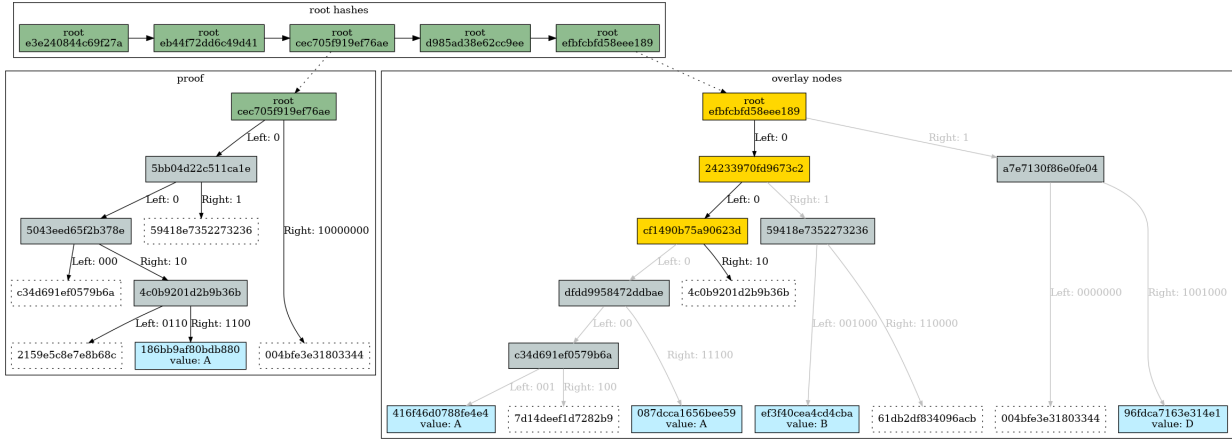 root hashes
root
e3e240844c69f27a
root
eb44f72dd6c49d41
root
cec705f919ef76ae
root
d985ad38e62cc9ee
root
efbfcbfd58eee189
proof
root
cec705f919ef76ae
Left: 0
5bb04d22c511ca1e
Left: 0
Right: 1
5043eed65f2b378e
59418e7352273236
Right: 10000000
Left: 000
Right: 10
c34d691ef0579b6a
4c0b9201d2b9b36b
Left: 0110
Right: 1100
2159e5c8e7e8b68c
186bb9af80bdb880
value: A
004bfe3e31803344
overlay nodes
root
efbfcbfd58eee189
Left: 0
Right: 1
24233970fd9673c2
a7e7130f86e0fe04
Left: 0
Right: 1
cf1490b75a90623d
59418e7352273236
Left: 0
Right: 10
dfdd9958472ddbae
4c0b9201d2b9b36b
Left: 00
Left: 001000
Right: 110000
Left: 0000000
Right: 1001000
c34d691ef0579b6a
Right: 11100
Left: 001
Right: 100
416f46d0788fe4e4
value: A
7d14deef1d7282b9
087dcca1656bee59
value: A
ef3f40cea4cd4cba
value: B
61db2df834096acb
004bfe3e31803344
96fdca7163e314e1
value: D